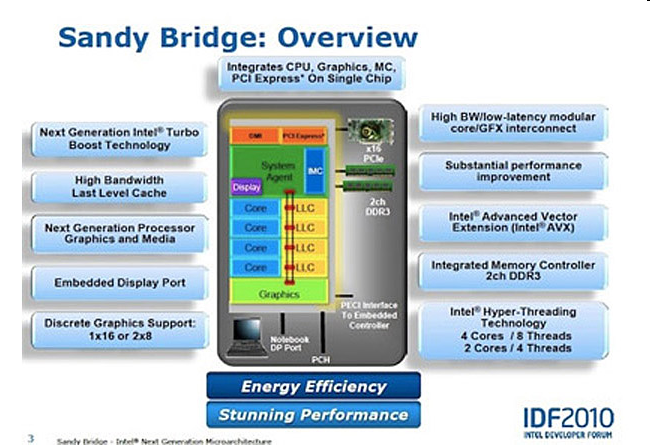 Sandy Bridge: Overview
Integrates CPU, Graphics, MC,
PCI Express* On Single Chip
Next Generation Intel® Turbo
Boost Technology
High Bandwidth
Last Level Cache
Next Generation Processor
Graphics and Media
Embedded Display Port
Discrete Graphics Support:
1x16 or 2x8
DMI
PCI Express*
System
Agent
IMC
Display
Core
LLC
Core
LLC
Core
LLC
Core
LLC
Graphics
x16
PCIe
2ch
DDR3
PECI Interface
To Embedded
Controller
Notebook
DP Port
PCH
High BW/low-latency modular
core/GFX interconnect
Substantial performance
improvement
Intel® Advanced Vector
Extension (Intel® AVX)
Integrated Memory Controller
2ch DDR3
Intel® Hyper-Threading
Technology
4 Cores / 8 Threads
2 Cores / 4 Threads
Energy Efficiency
Stunning Performance
3
Sandy Bridge - Intel® Next Generation Microarchitecture
IDF2010
INTEL DEVELOPER FORUM